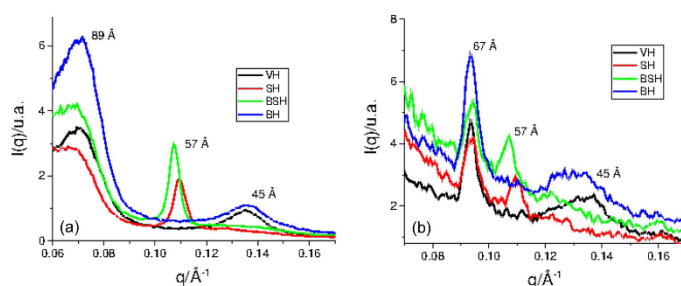 89 Å
VH
SH
BSH
BH
57 Å
45 Å
(a)
I(q)/u.a.
6
4
2
0
0.06
0.08
0.10
0.12
0.14
0.16
q/Å⁻¹
67 Å
VH
SH
BSH
BH
57 Å
45 Å
(b)
I(q)/u.a.
8
6
4
2
0.08
0.10
0.12
0.14
0.16
q/Å⁻¹